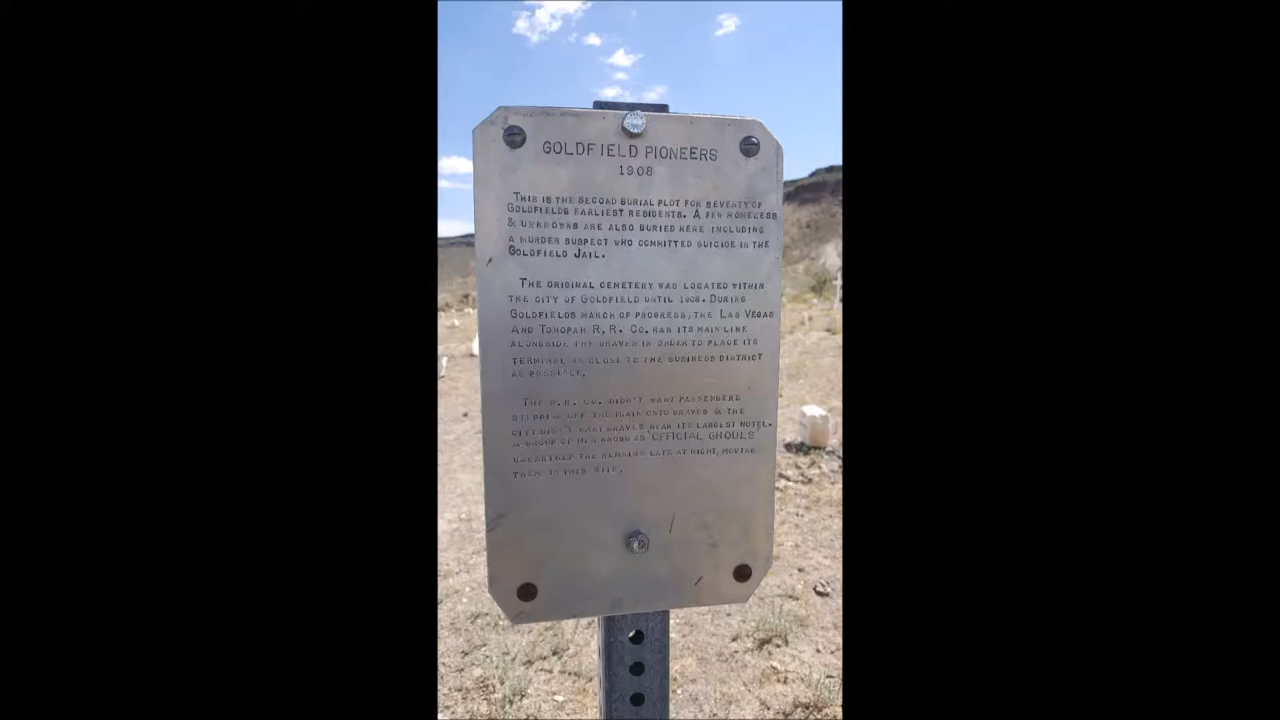 GOLDFIELD PIONEERS
1908
THIS IS THE SECOND BURIAL PLOT FOR SEVENTY OF
GOLDFIELDS EARLIEST RESIDENTS. A FEW HOMELESS
& UNKNOWNS ARE ALSO BURIED HERE INCLUDING
A MURDER SUSPECT WHO COMMITTED SUICIDE IN THE
GOLDFIELD JAIL.
THE ORIGINAL CEMETERY WAS LOCATED WITHIN
THE CITY OF GOLDFIELD UNTIL 1908. DURING
GOLDFIELDS MARCH OF PROGRESS, THE LAS VEGAS
AND TONOPAH R.R. CO. RAN ITS MAIN LINE
ALONGSIDE THE GRAVES IN ORDER TO PLACE ITS
TERMINAL AS CLOSE TO THE BUSINESS DISTRICT
AS POSSIBLE.
THE R.R. CO. DIDN'T WANT PASSENGERS
STEPPING OFF THE TRAIN ONTO GRAVES & THE
CITY DIDN'T WANT GRAVES NEAR ITS LARGEST HOTEL.
A GROUP OF MEN KNOWN AS "OFFICIAL GHOULS"
UNEARTHED THE REMAINS LATE AT NIGHT, MOVING
THEM TO THIS SITE.